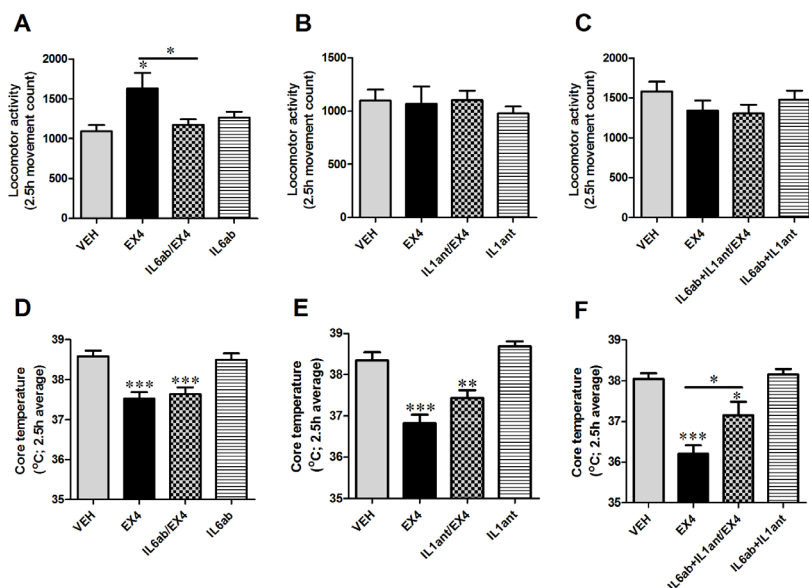 A
Locomotor activity
(2.5h movement count)
2000
1500
1000
500
0
*
*
VEH
EX4
IL6ab/EX4
IL6ab
B
Locomotor activity
(2.5h movement count)
1500
1000
500
0
VEH
EX4
IL1ant/EX4
IL1ant
C
Locomotor activity
(2.5h movement count)
2000
1500
1000
500
0
VEH
EX4
IL6ab+IL1ant/EX4
IL6ab+IL1ant
D
Core temperature
(°C; 2.5h average)
39
38
37
36
35
***
***
VEH
EX4
IL6ab/EX4
IL6ab
E
Core temperature
(°C; 2.5h average)
39
38
37
36
35
***
**
VEH
EX4
IL1ant/EX4
IL1ant
F
Core temperature
(°C; 2.5h average)
39
38
37
36
35
***
*
*
VEH
EX4
IL6ab+IL1ant/EX4
IL6ab+IL1ant